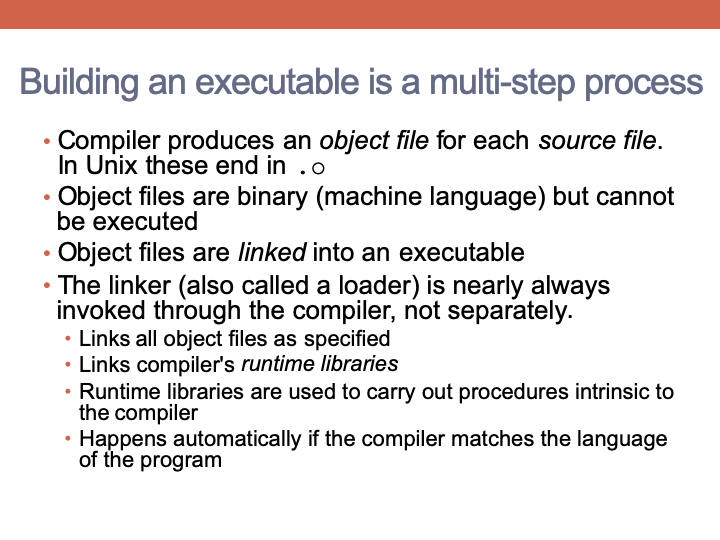 Building an executable is a multi-step process
• Compiler produces an object file for each source file.
In Unix these end in .o
• Object files are binary (machine language) but cannot
be executed
• Object files are linked into an executable
• The linker (also called a loader) is nearly always
invoked through the compiler, not separately.
• Links all object files as specified
• Links compiler's runtime libraries
• Runtime libraries are used to carry out procedures intrinsic to
the compiler
• Happens automatically if the compiler matches the language
of the program